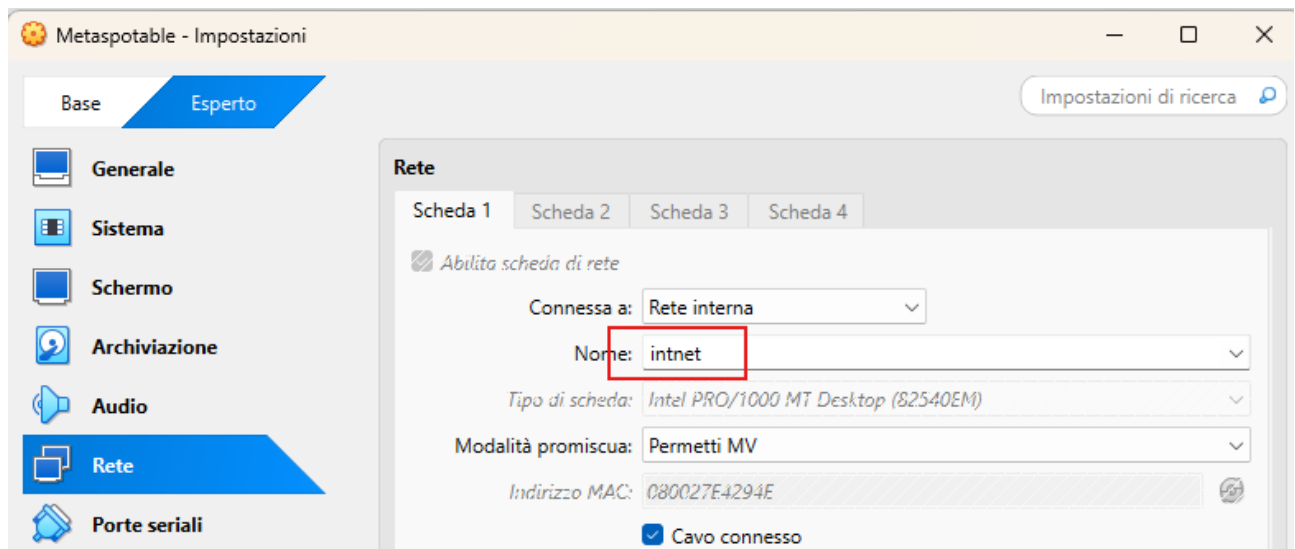 Metaspotable - Impostazioni
Base Esperto Impostazioni di ricerca
Generale
Sistema
Schermo
Archiviazione
Audio
Rete
Porte seriali
Rete
Scheda 1 Scheda 2 Scheda 3 Scheda 4
Abilita scheda di rete
Connessa a: Rete interna
Nome: intnet
Tipo di scheda: Intel PRO/1000 MT Desktop (82540EM)
Modalità promiscua: Permetti MV
Indirizzo MAC: 080027E4294E
Cavo connesso